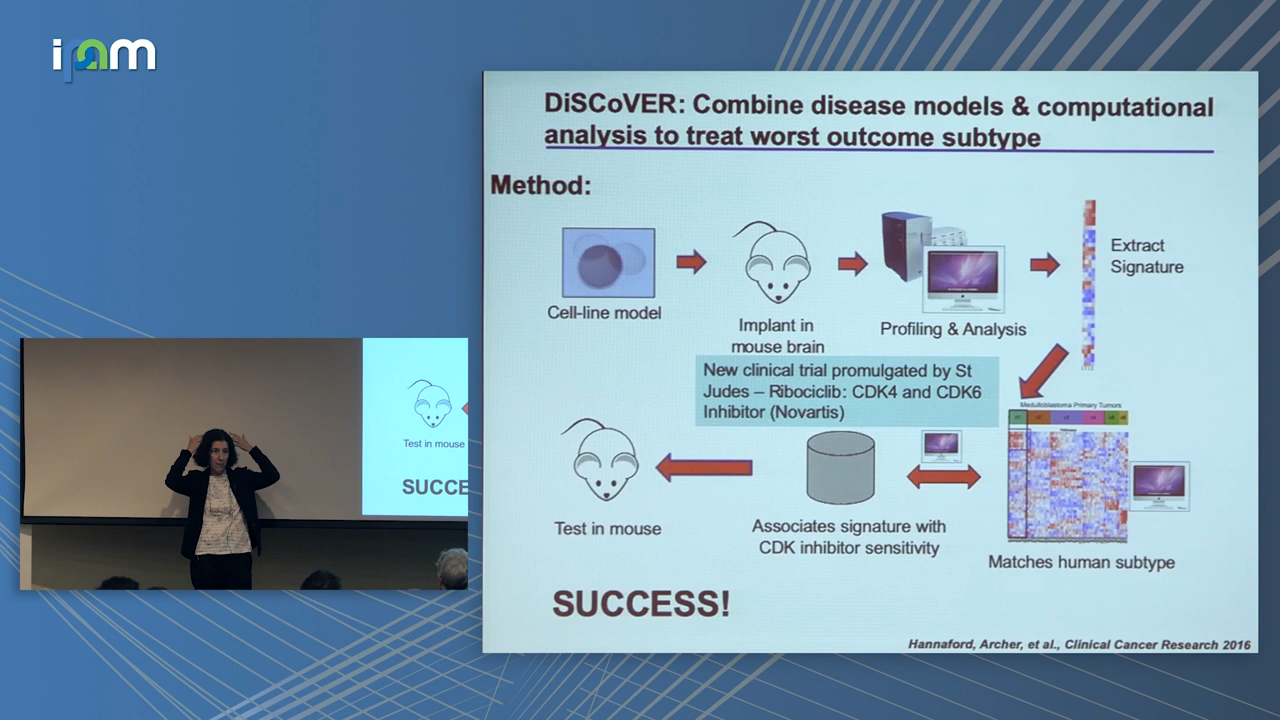 ipam
DiSCoVER: Combine disease models & computational
analysis to treat worst outcome subtype
Method:
Cell-line model
Implant in
mouse brain
Profiling & Analysis
Extract
Signature
New clinical trial promulgated by St
Judes – Ribociclib: CDK4 and CDK6
Inhibitor (Novartis)
Medulloblastoma Primary Tumors
Test in mouse
Associates signature with
CDK inhibitor sensitivity
Matches human subtype
SUCCESS!
Hannaford, Archer, et al., Clinical Cancer Research 2016
Test in mouse
SUCCE